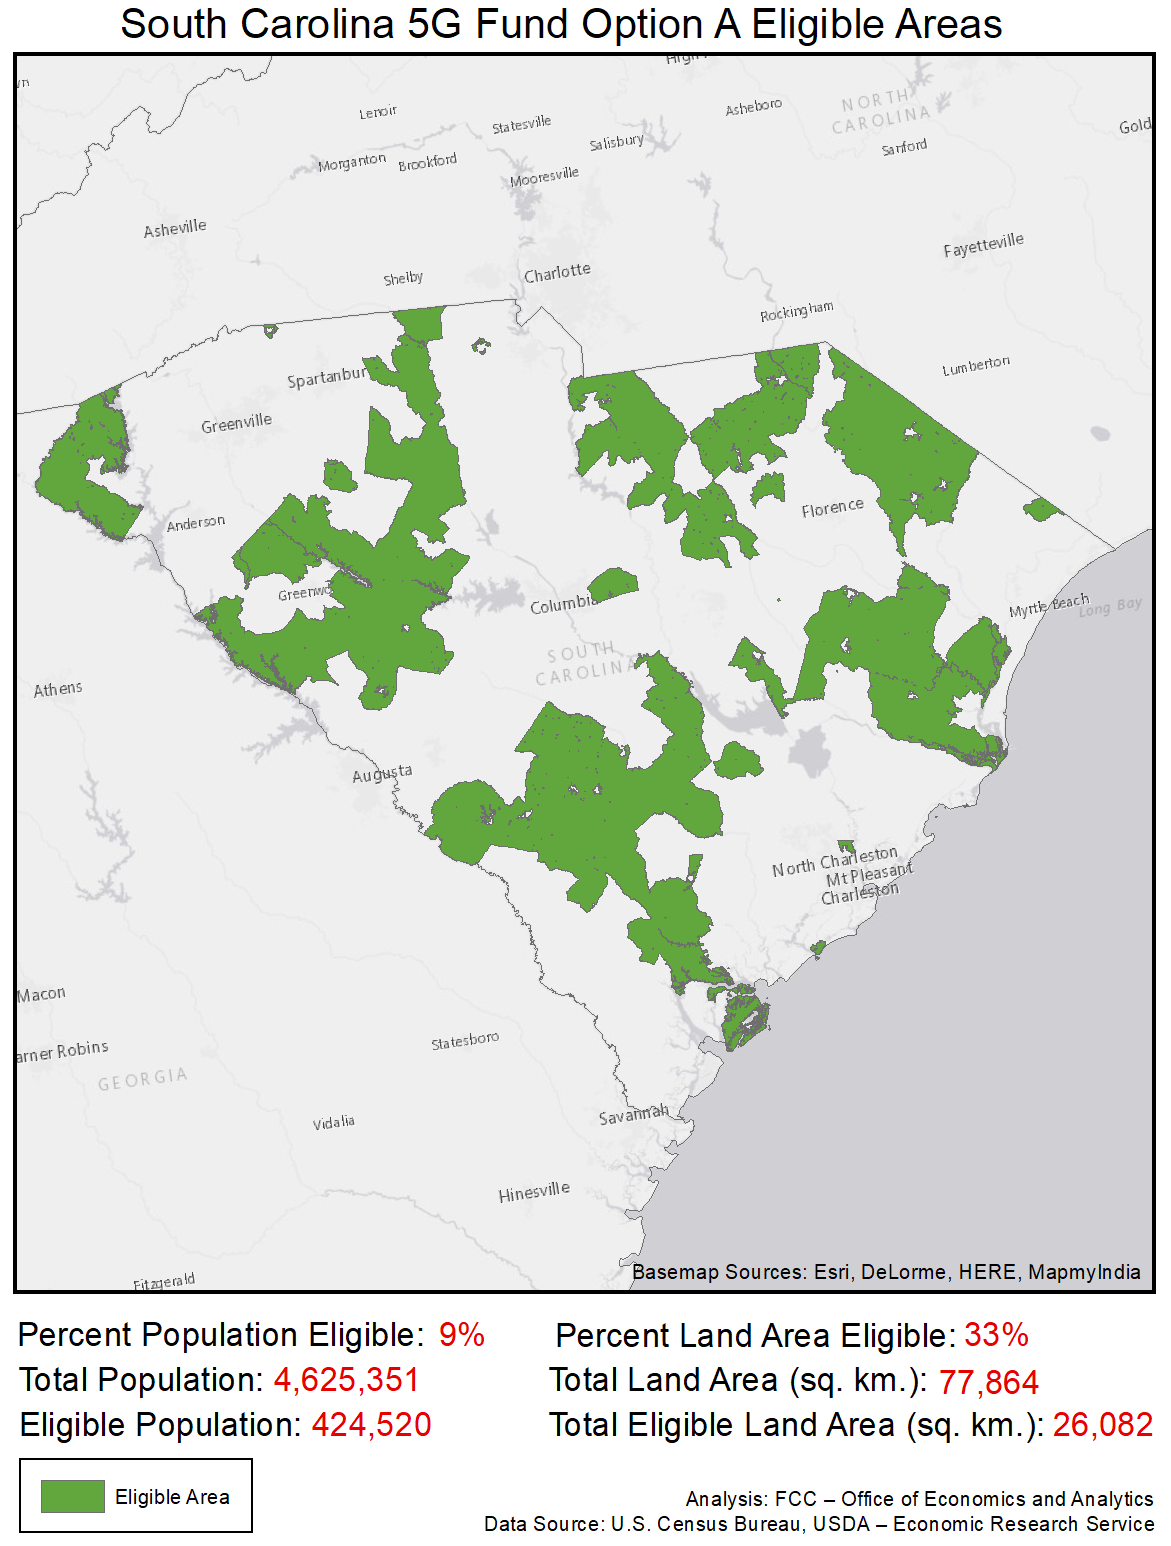 South Carolina 5G Fund Option A Eligible Areas
Lenoir
Statesville
Asheboro
NORTH
CAROLINA
Gold
Salisbury
Sanford
Morganton
Brookford
Mooresville
Asheville
Fayetteville
Charlotte
Shelby
Rockingham
Lumberton
Spartanbur
Greenville
Anderson
Florence
Greenwo
Columbia
Myrtle Beach
Long Bay
SOUTH
CAROLINA
Athens
Augusta
North Charleston
Mt Pleasant
Charleston
Macon
arner Robins
Statesboro
GEORGIA
Vidalia
Savannah
Hinesville
Fitzgerald
Basemap Sources: Esri, DeLorme, HERE, MapmyIndia
Percent Population Eligible: 9%
Percent Land Area Eligible: 33%
Total Population: 4,625,351
Total Land Area (sq. km.): 77,864
Eligible Population: 424,520
Total Eligible Land Area (sq. km.): 26,082
Eligible Area
Analysis: FCC – Office of Economics and Analytics
Data Source: U.S. Census Bureau, USDA – Economic Research Service